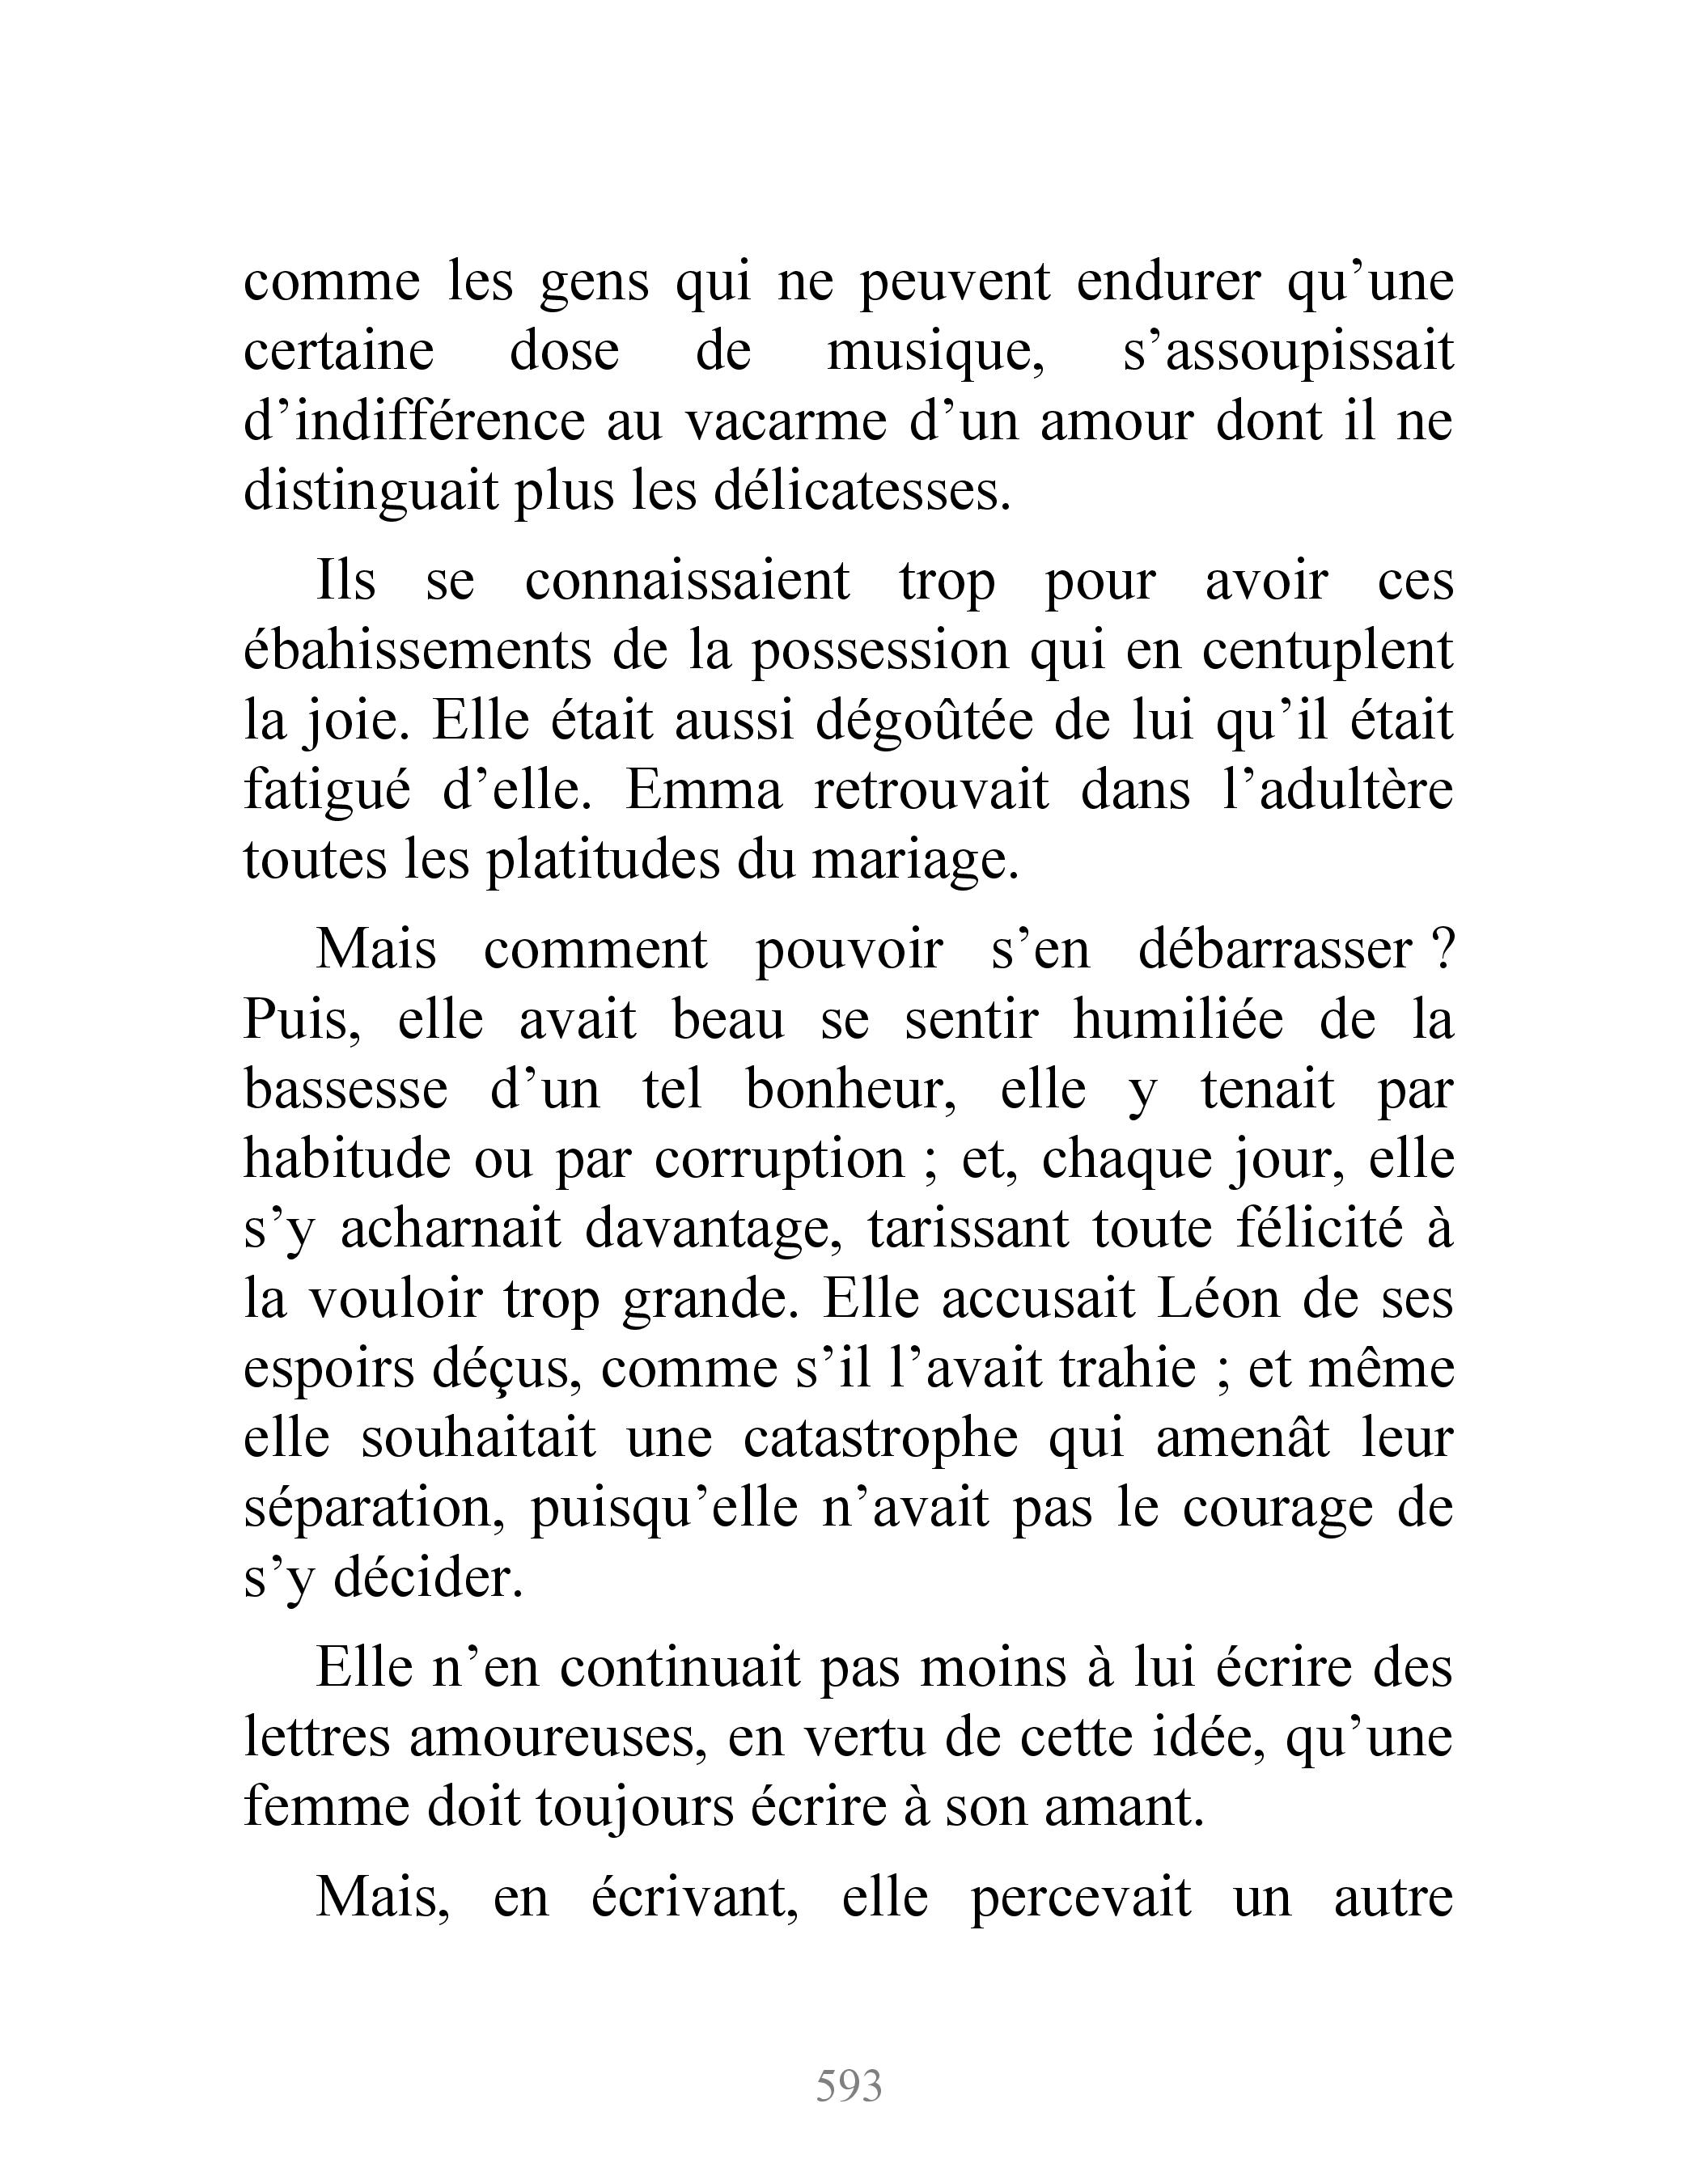 comme les gens qui ne peuvent endurer qu’une
certaine dose de musique, s’assoupissait
d’indifférence au vacarme d’un amour dont il ne
distinguait plus les délicatesses.
Ils se connaissaient trop pour avoir ces
ébahissements de la possession qui en centuplent
la joie. Elle était aussi dégoûtée de lui qu’il était
fatigué d’elle. Emma retrouvait dans l’adultère
toutes les platitudes du mariage.
Mais comment pouvoir s’en débarrasser ?
Puis, elle avait beau se sentir humiliée de la
bassesse d’un tel bonheur, elle y tenait par
habitude ou par corruption ; et, chaque jour, elle
s’y acharnait davantage, tarissant toute félicité à
la vouloir trop grande. Elle accusait Léon de ses
espoirs déçus, comme s’il l’avait trahie ; et même
elle souhaitait une catastrophe qui amenât leur
séparation, puisqu’elle n’avait pas le courage de
s’y décider.
Elle n’en continuait pas moins à lui écrire des
lettres amoureuses, en vertu de cette idée, qu’une
femme doit toujours écrire à son amant.
Mais, en écrivant, elle percevait un autre
593